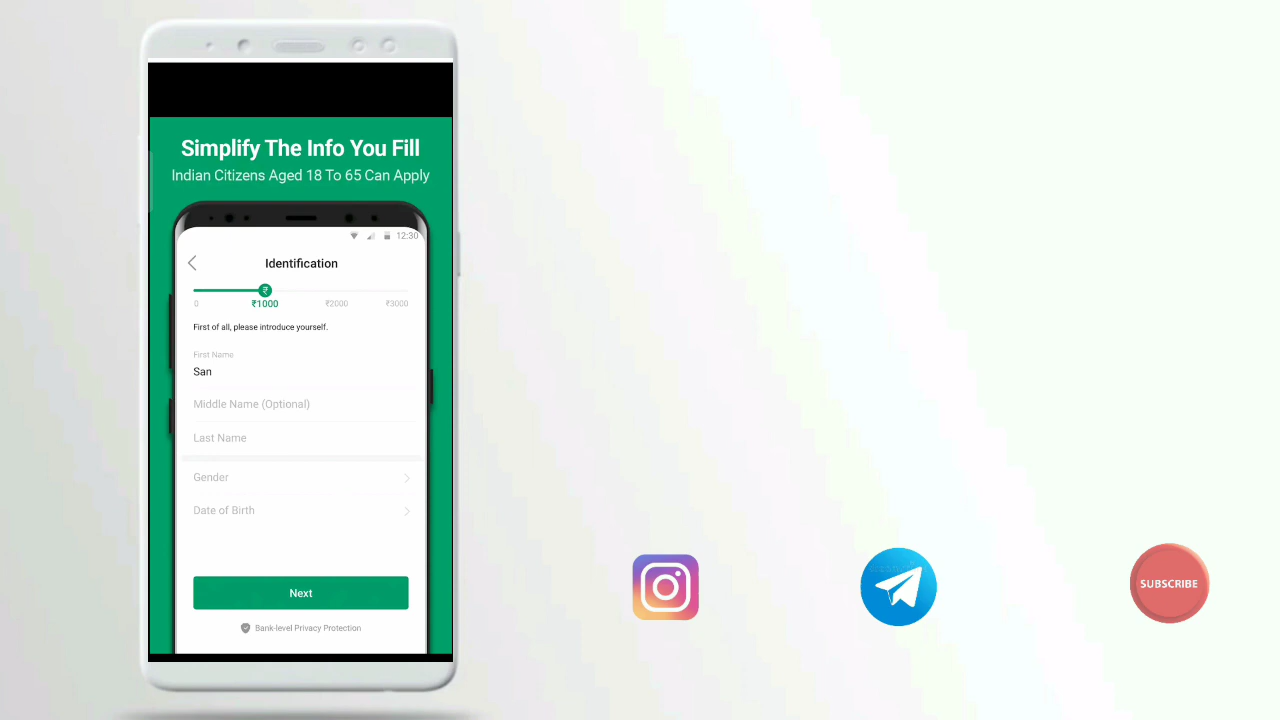 Simplify The Info You Fill
Indian Citizens Aged 18 To 65 Can Apply
12:30
Identification
₹
0 ₹1000 ₹2000 ₹3000
First of all, please introduce yourself.
First Name
San
Middle Name (Optional)
Last Name
Gender
Date of Birth
Next
Bank-level Privacy Protection
SUBSCRIBE